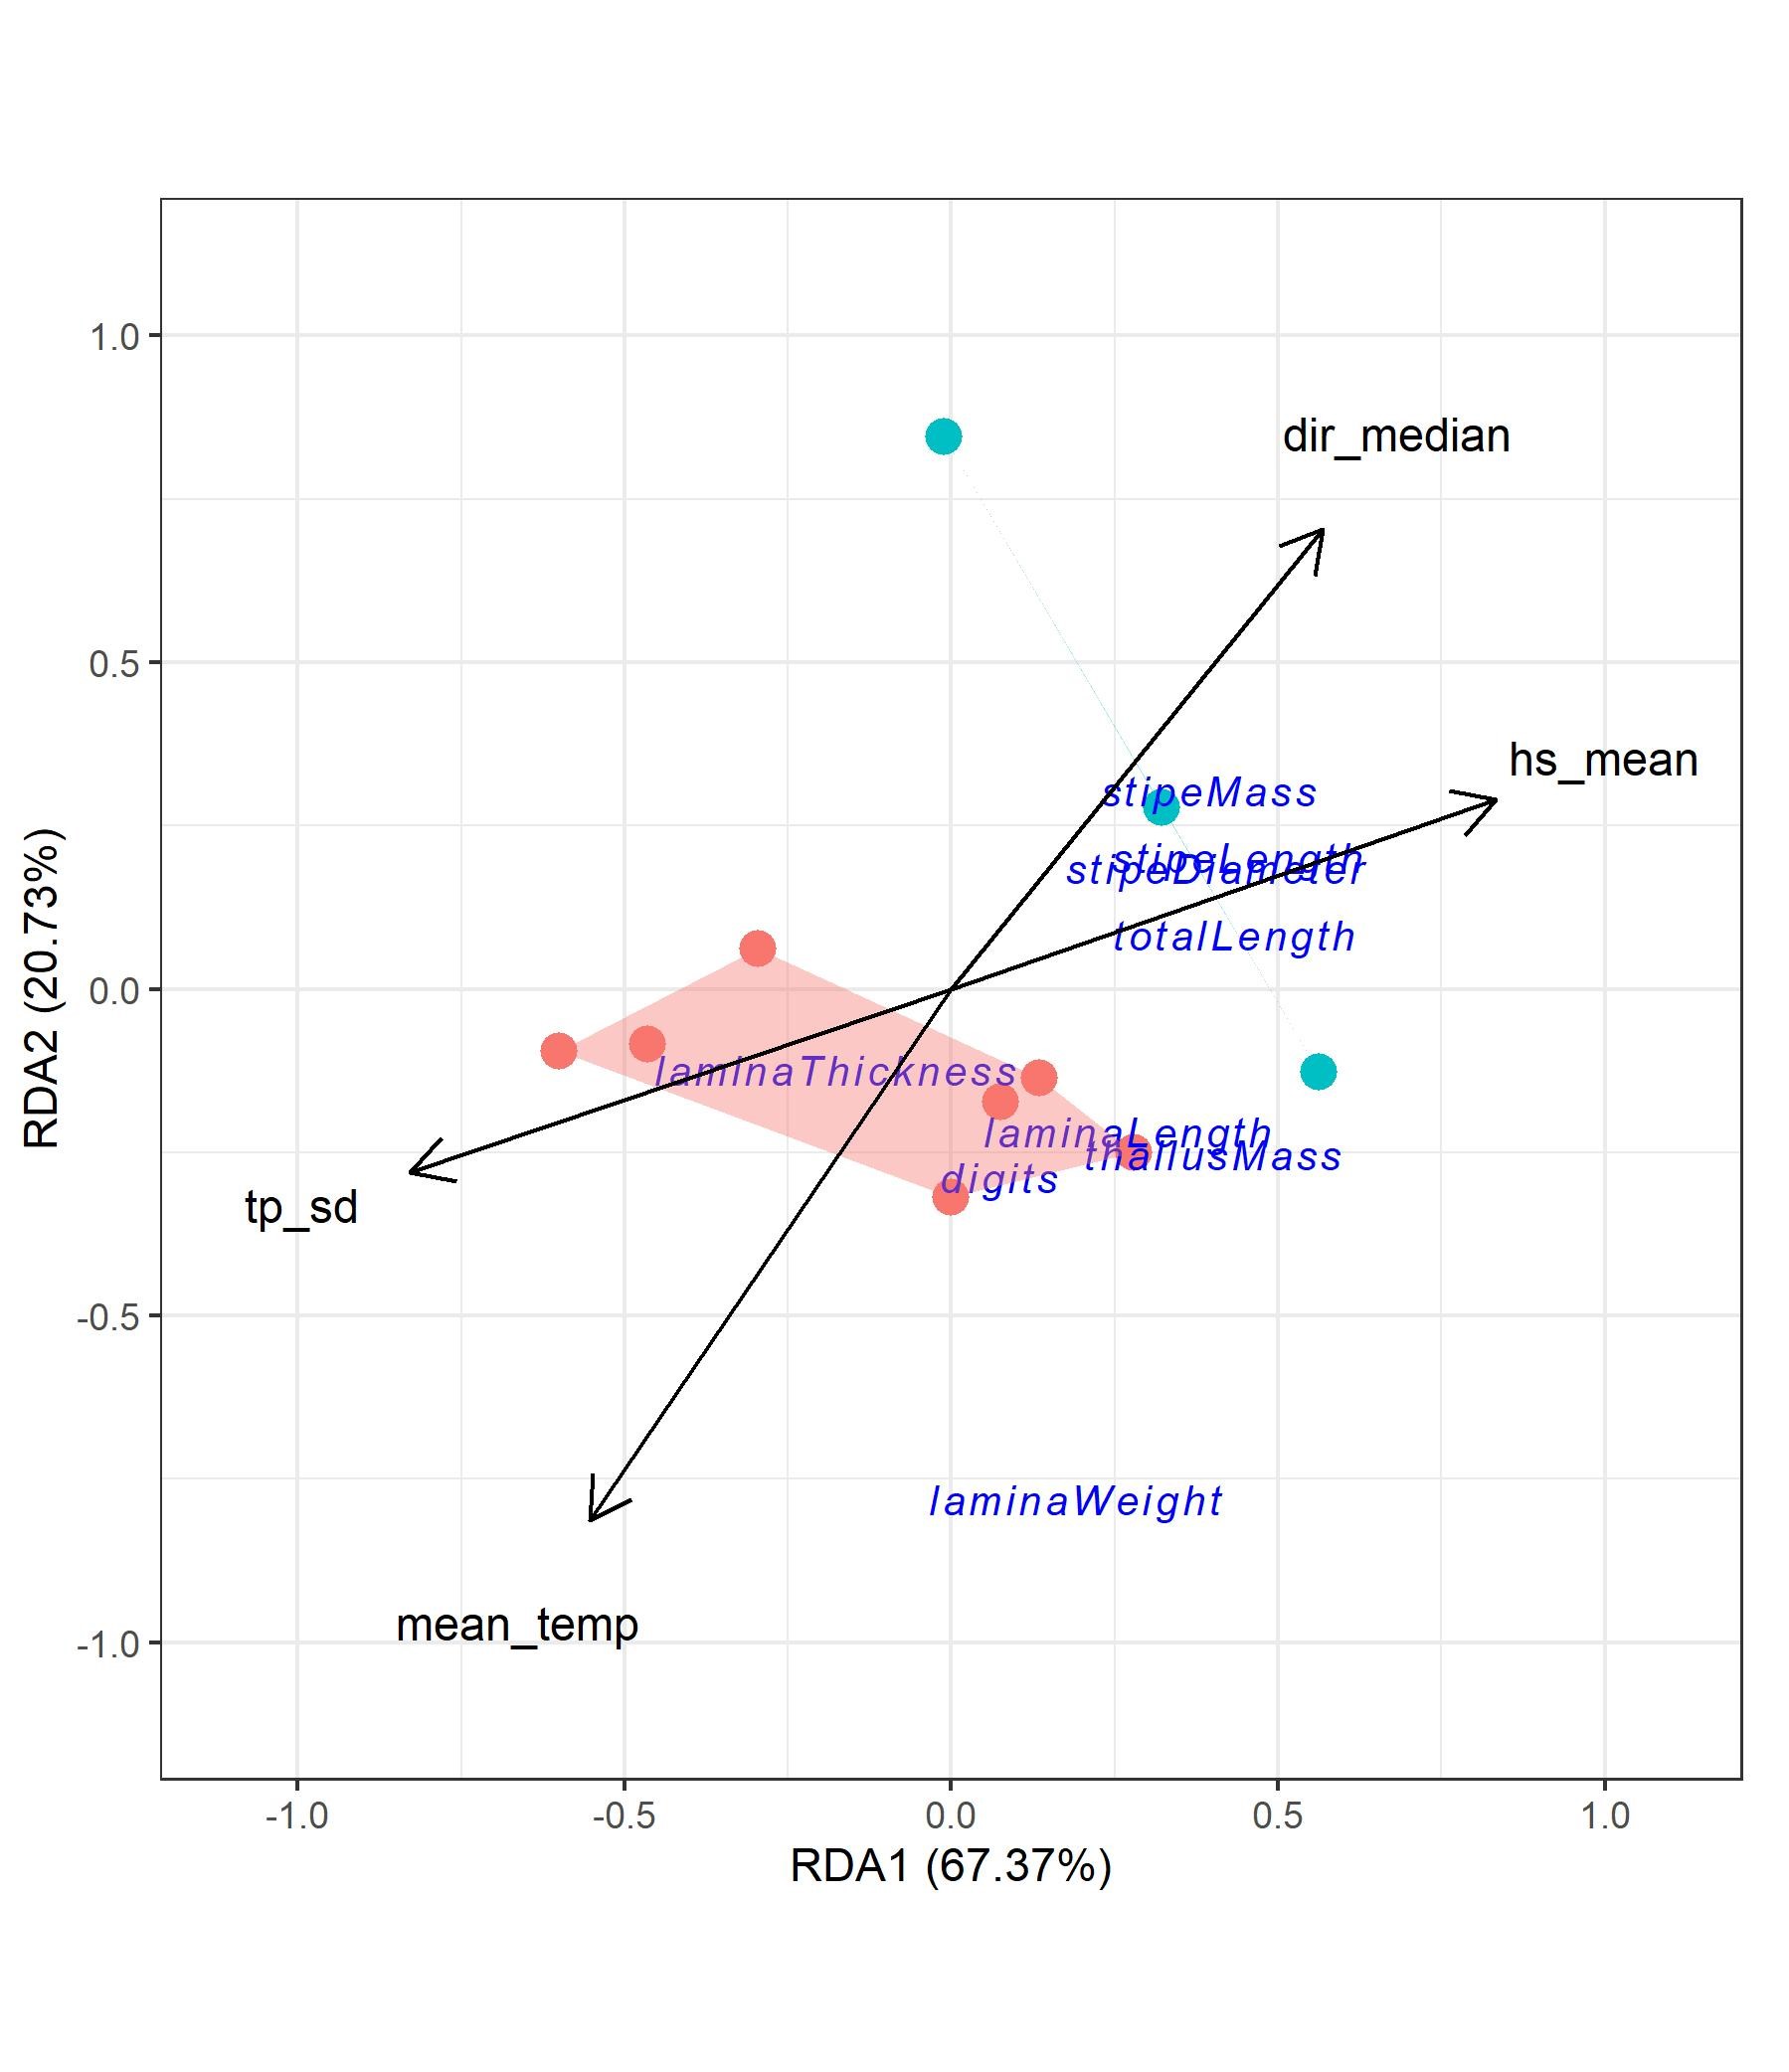 1.0
0.5
0.0
-0.5
-1.0
RDA2 (20.73%)
dir_median
hs_mean
stipeMass
stipeLength
stipeDiameter
totalLength
laminaThickness
laminaLength
thallusMass
digits
tp_sd
laminaWeight
mean_temp
-1.0 -0.5 0.0 0.5 1.0
RDA1 (67.37%)